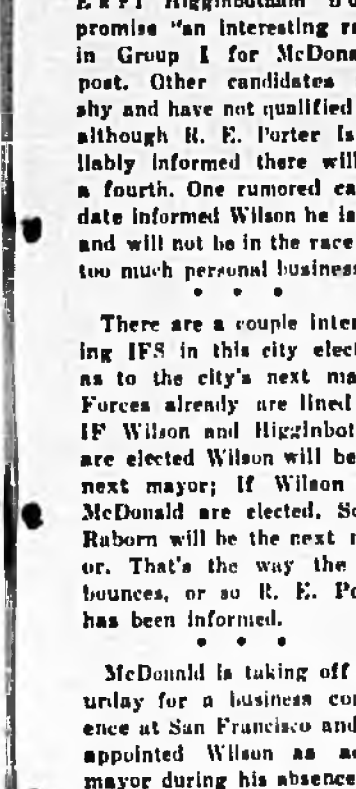 Higginbotham
promise "an interesting r
in Group I for McDona
post. Other candidates
shy and have not qualified
although R. E. Porter Is
liably informed there will
a fourth. One rumored ca
date informed Wilson he is
and will not be in the race
too much personal business
• • •
There are a couple inter
ing IFS in this city elect
as to the city's next ma
Forces already are lined
IF Wilson and Higginbot
are elected Wilson will be
next mayor; If Wilson
McDonald are elected, Sc
Raborn will be the next m
or. That's the way the
bounces, or so R. E. Po
has been informed.
• • •
McDonald is taking off
urday for a business con
ence at San Francisco and
appointed Wilson as ac
mayor during his absence